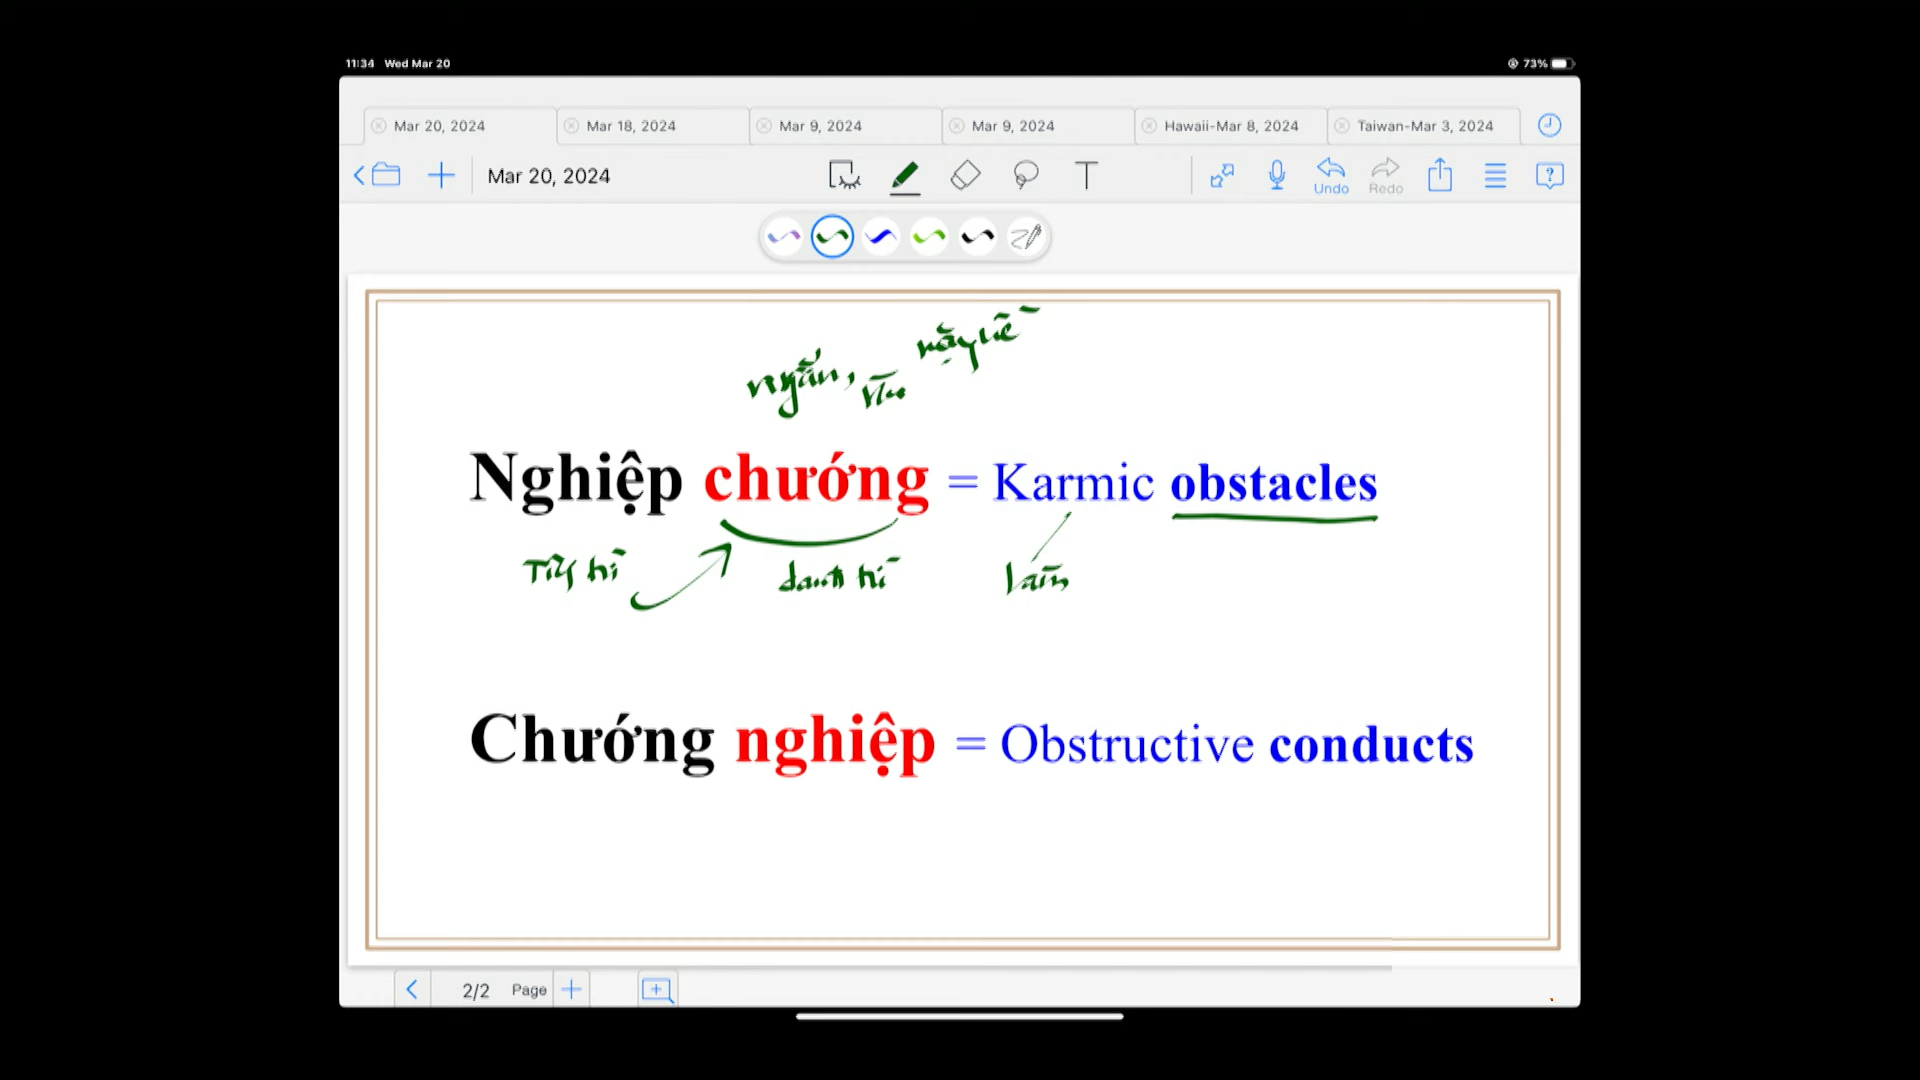 11:34 Wed Mar 20 73%
Mar 20, 2024 Mar 18, 2024 Mar 9, 2024 Mar 9, 2024 Hawaii-Mar 8, 2024 Taiwan-Mar 3, 2024
Mar 20, 2024 T Undo Redo ?
Nghiệp chướng = Karmic obstacles
Chướng nghiệp = Obstructive conducts
2/2 Page